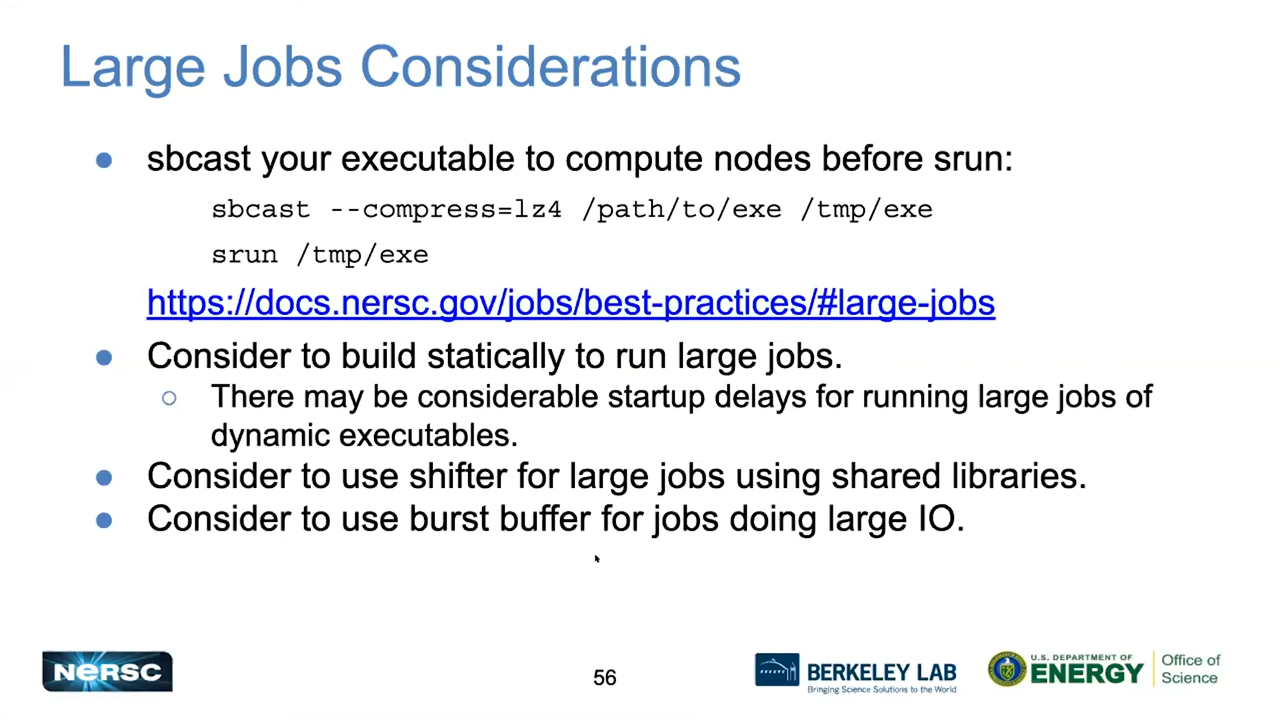 Large Jobs Considerations
● sbcast your executable to compute nodes before srun:
sbcast --compress=lz4 /path/to/exe /tmp/exe
srun /tmp/exe
https://docs.nersc.gov/jobs/best-practices/#large-jobs
● Consider to build statically to run large jobs.
○ There may be considerable startup delays for running large jobs of
dynamic executables.
● Consider to use shifter for large jobs using shared libraries.
● Consider to use burst buffer for jobs doing large IO.
NERSC
56
BERKELEY LAB
Bringing Science Solutions to the World
U.S. DEPARTMENT OF
ENERGY
Office of
Science